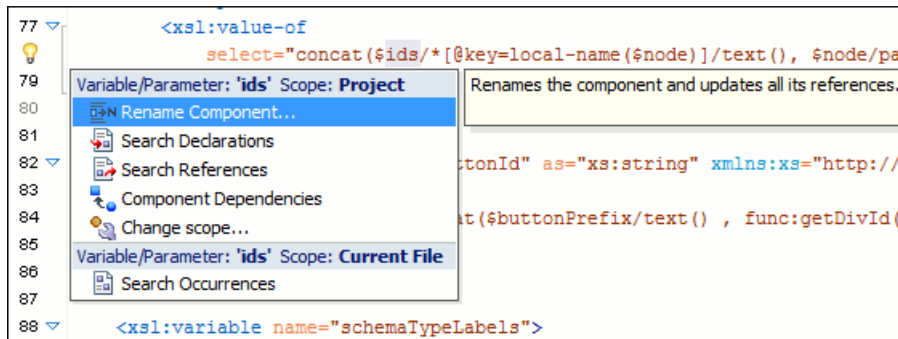 77 <xsl:value-of
select="concat($ids/*[@key=local-name($node)]/text(), $node/pa
79 Variable/Parameter: 'ids' Scope: Project Renames the component and updates all its references.
80 Rename Component...
81 Search Declarations
82 Search References ttonId" as="xs:string" xmlns:xs="http://
83 Component Dependencies
84 Change scope... at($buttonPrefix/text() , func:getDivId(
85 Variable/Parameter: 'ids' Scope: Current File
86 Search Occurrences
87
88 <xsl:variable name="schemaTypeLabels">